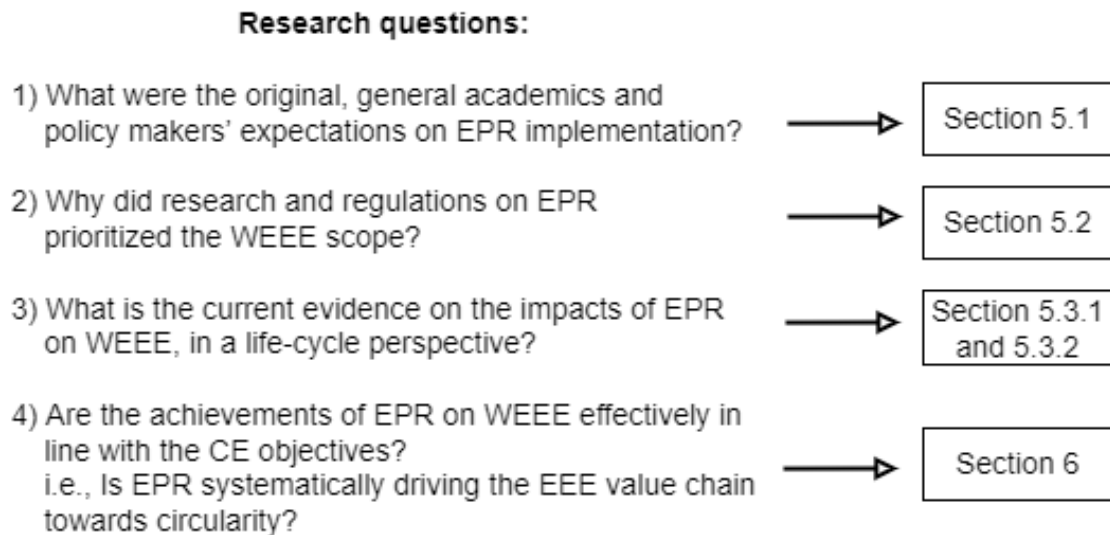 Research questions:
1) What were the original, general academics and
policy makers’ expectations on EPR implementation?
Section 5.1
2) Why did research and regulations on EPR
prioritized the WEEE scope?
Section 5.2
3) What is the current evidence on the impacts of EPR
on WEEE, in a life-cycle perspective?
Section 5.3.1
and 5.3.2
4) Are the achievements of EPR on WEEE effectively in
line with the CE objectives?
i.e., Is EPR systematically driving the EEE value chain
towards circularity?
Section 6